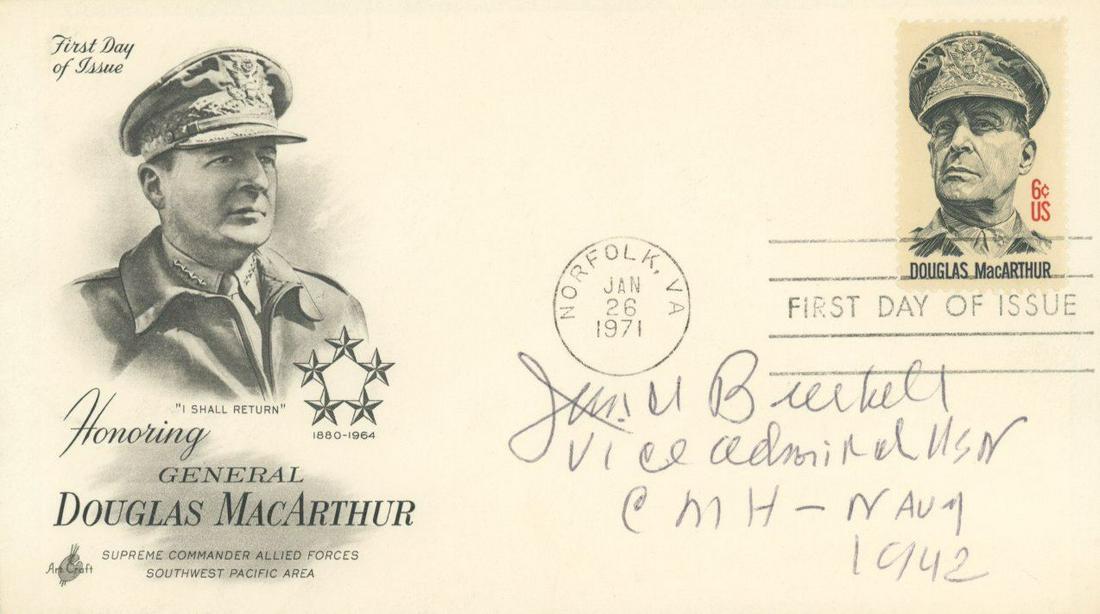 First Day
of Issue
6¢
US
DOUGLAS MacARTHUR
NORFOLK, VA
JAN
26
1971
FIRST DAY OF ISSUE
"I SHALL RETURN"
1880-1964
Honoring
GENERAL
DOUGLAS MACARTHUR
SUPREME COMMANDER ALLIED FORCES
SOUTHWEST PACIFIC AREA
Art Craft
Bulkeley
Vice Admiral USN
CMH - Navy
1942